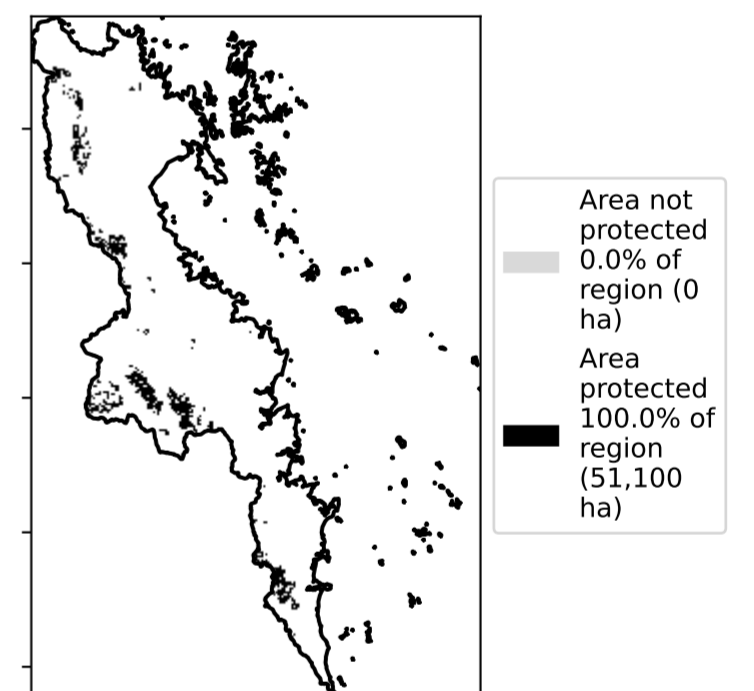 Area not
protected
0.0% of
region (0
ha)
Area
protected
100.0% of
region
(51,100
ha)